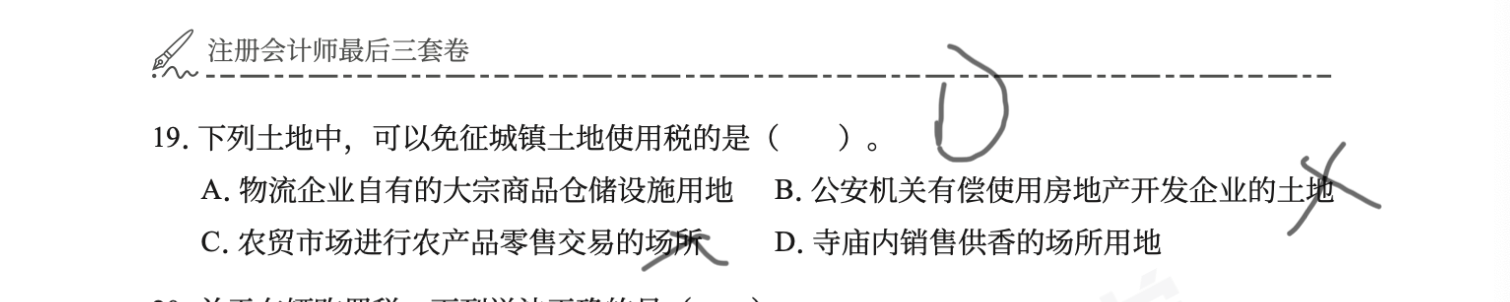 注册会计师最后三套卷
D
19. 下列土地中，可以免征城镇土地使用税的是（　　）。
A. 物流企业自有的大宗商品仓储设施用地　B. 公安机关有偿使用房地产开发企业的土地
C. 农贸市场进行农产品零售交易的场所　D. 寺庙内销售供香的场所用地